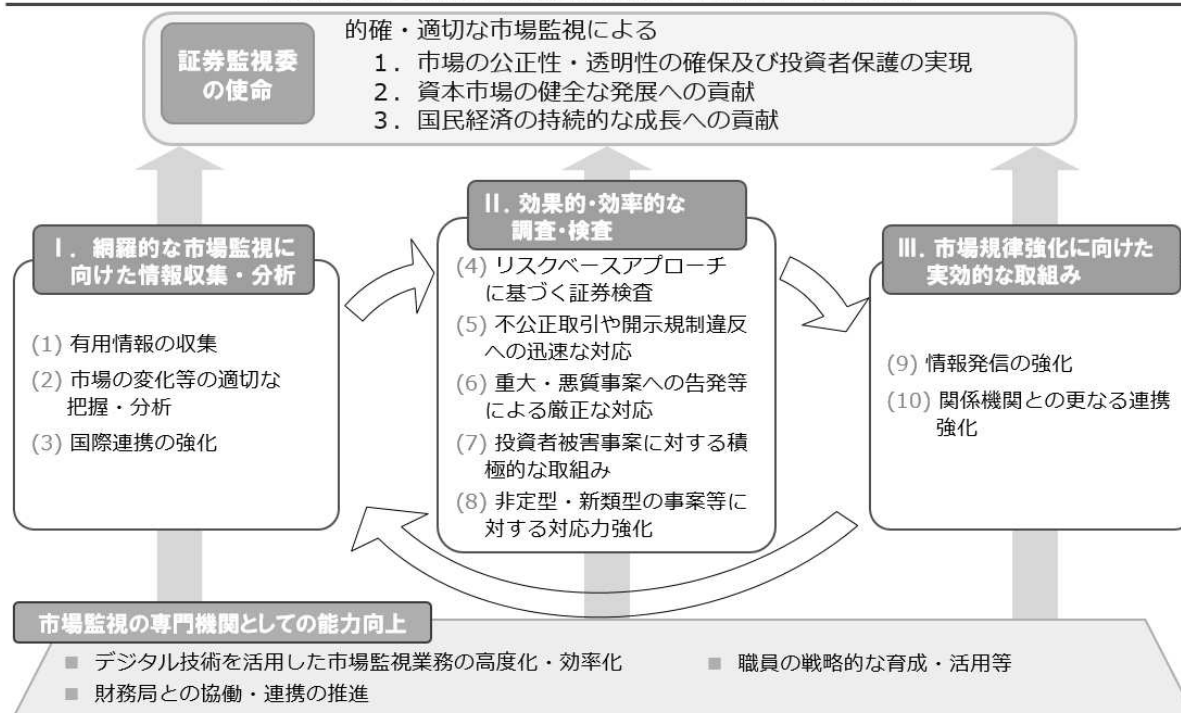 証券監視委
の使命
的確・適切な市場監視による
1. 市場の公正性・透明性の確保及び投資者保護の実現
2. 資本市場の健全な発展への貢献
3. 国民経済の持続的な成長への貢献
Ⅰ. 網羅的な市場監視に
向けた情報収集・分析
(1) 有用情報の収集
(2) 市場の変化等の適切な
把握・分析
(3) 国際連携の強化
Ⅱ. 効果的・効率的な
調査・検査
(4) リスクベースアプローチ
に基づく証券検査
(5) 不公正取引や開示規制違反
への迅速な対応
(6) 重大・悪質事案への告発等
による厳正な対応
(7) 投資者被害事案に対する積
極的な取組み
(8) 非定型・新類型の事案等に
対する対応力強化
Ⅲ. 市場規律強化に向けた
実効的な取組み
(9) 情報発信の強化
(10) 関係機関との更なる連携
強化
市場監視の専門機関としての能力向上
■ デジタル技術を活用した市場監視業務の高度化・効率化
■ 財務局との協働・連携の推進
■ 職員の戦略的な育成・活用等